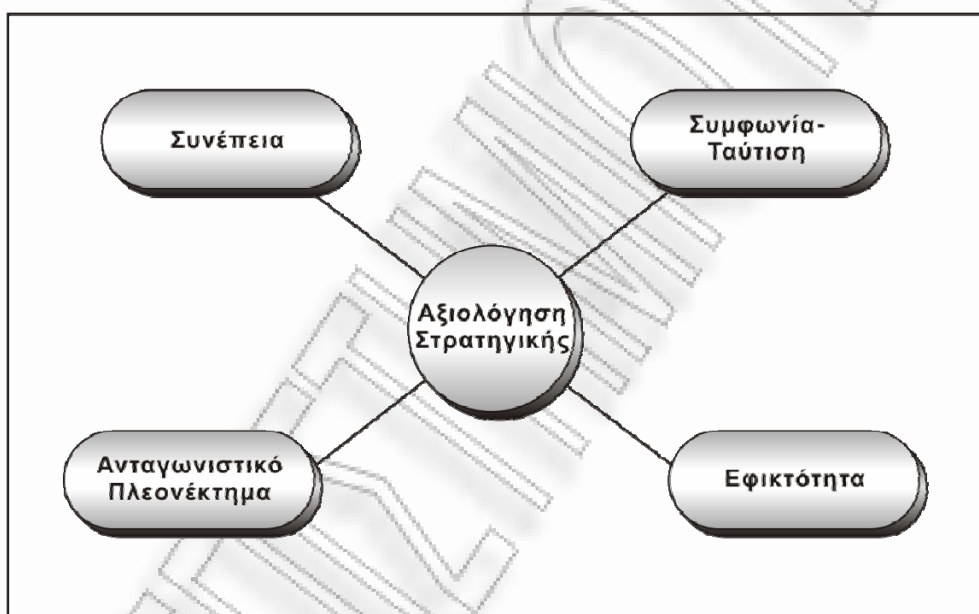 Συνέπεια
Συμφωνία-
Ταύτιση
Αξιολόγηση
Στρατηγικής
Ανταγωνιστικό
Πλεονέκτημα
Εφικτότητα